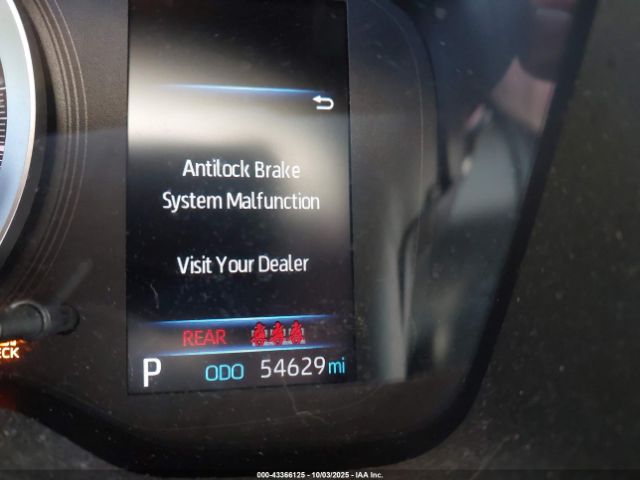 Antilock Brake
System Malfunction
Visit Your Dealer
REAR
P ODO 54629 mi
000-43366125 - 10/03/2025 - IAA Inc.